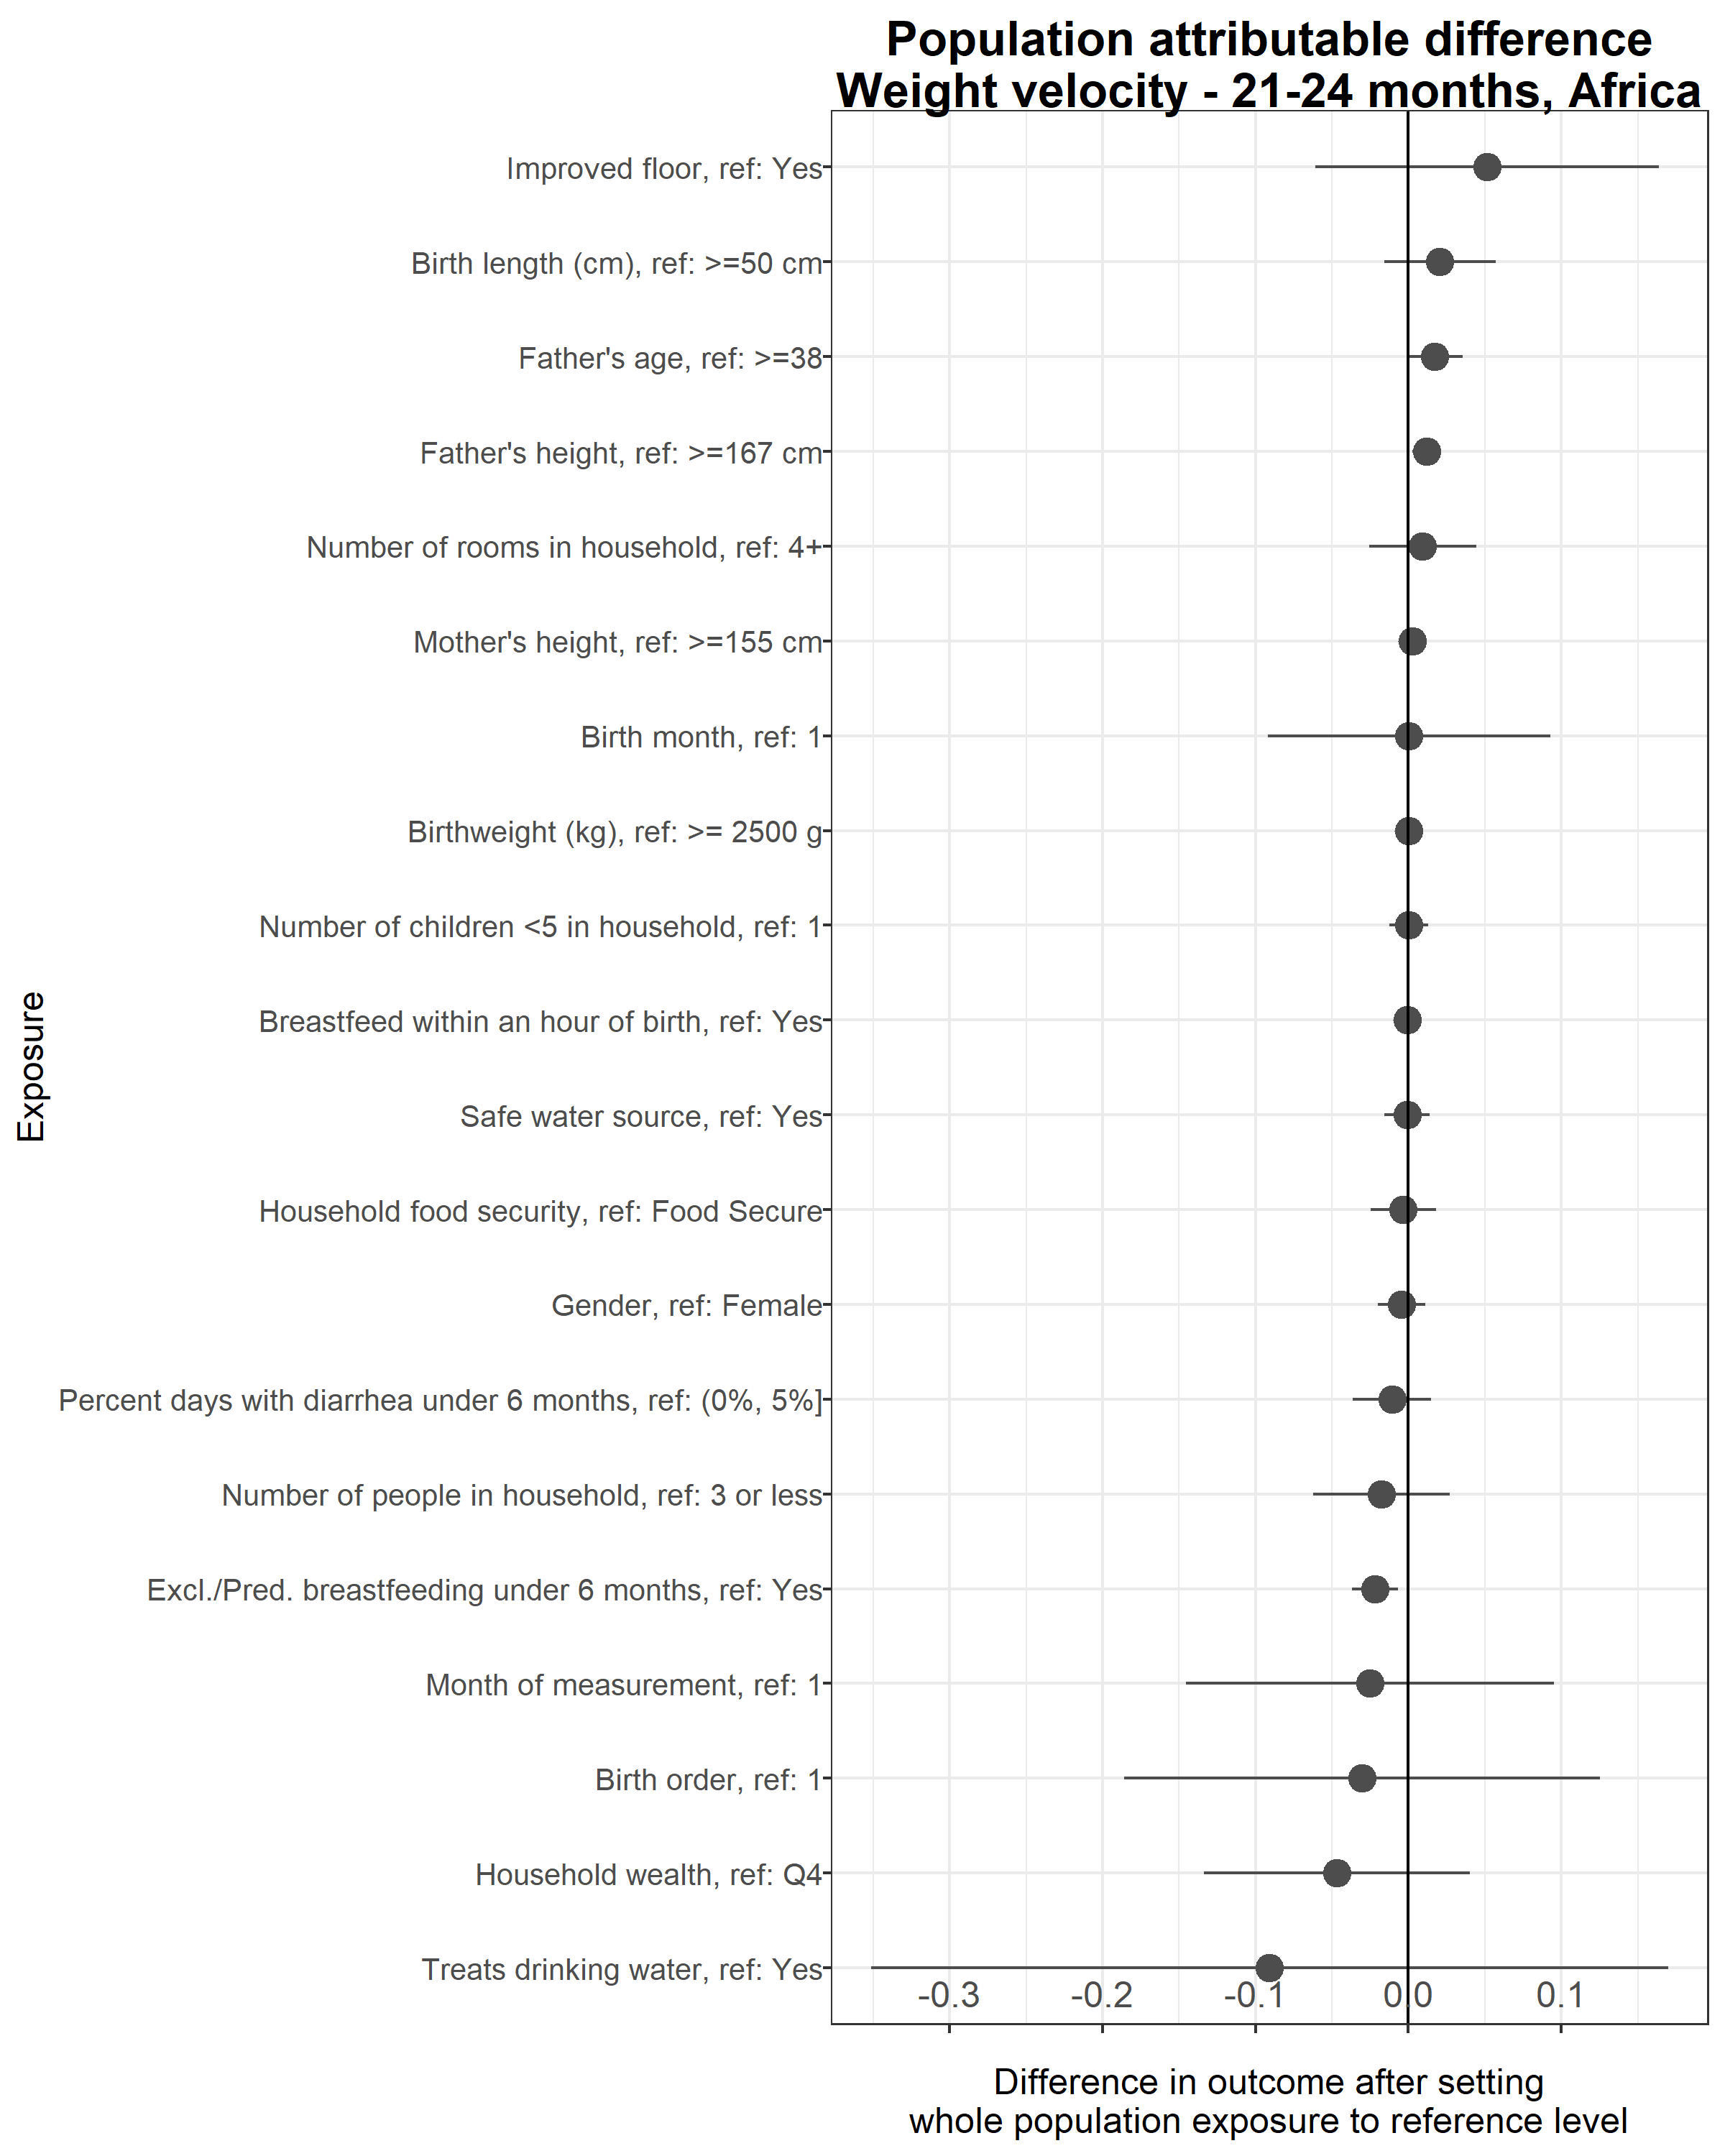 Population attributable difference
Weight velocity - 21-24 months, Africa
Exposure
Improved floor, ref: Yes
Birth length (cm), ref: >=50 cm
Father's age, ref: >=38
Father's height, ref: >=167 cm
Number of rooms in household, ref: 4+
Mother's height, ref: >=155 cm
Birth month, ref: 1
Birthweight (kg), ref: >= 2500 g
Number of children <5 in household, ref: 1
Breastfeed within an hour of birth, ref: Yes
Safe water source, ref: Yes
Household food security, ref: Food Secure
Gender, ref: Female
Percent days with diarrhea under 6 months, ref: (0%, 5%]
Number of people in household, ref: 3 or less
Excl./Pred. breastfeeding under 6 months, ref: Yes
Month of measurement, ref: 1
Birth order, ref: 1
Household wealth, ref: Q4
Treats drinking water, ref: Yes
-0.3 -0.2 -0.1 0.0 0.1
Difference in outcome after setting
whole population exposure to reference level